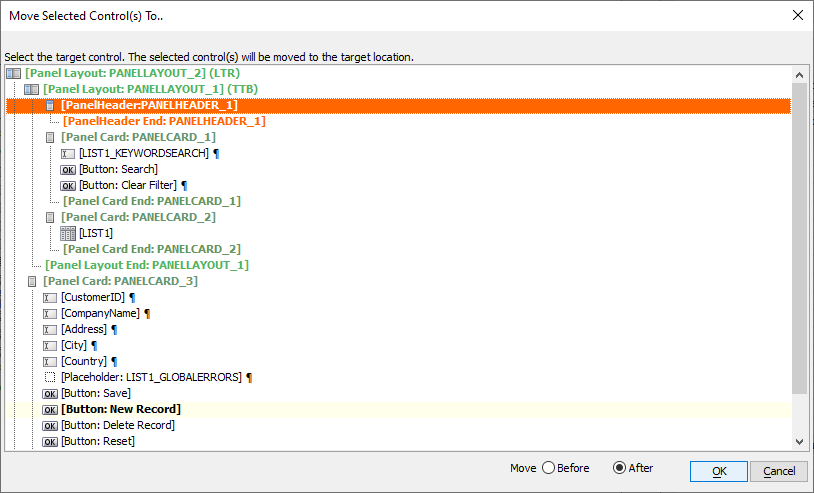 Move Selected Control(s) To..
Select the target control. The selected control(s) will be moved to the target location.
[Panel Layout: PANELLAYOUT_2] (LTR)
[Panel Layout: PANELLAYOUT_1] (TTB)
[PanelHeader:PANELHEADER_1]
[PanelHeader End: PANELHEADER_1]
[Panel Card: PANELCARD_1]
[LIST1_KEYWORDSEARCH] ¶
OK [Button: Search]
OK [Button: Clear Filter] ¶
[Panel Card End: PANELCARD_1]
[Panel Card: PANELCARD_2]
[LIST1]
[Panel Card End: PANELCARD_2]
[Panel Layout End: PANELLAYOUT_1]
[Panel Card: PANELCARD_3]
[CustomerID] ¶
[CompanyName] ¶
[Address] ¶
[City] ¶
[Country] ¶
[Placeholder: LIST1_GLOBALERRORS] ¶
OK [Button: Save]
OK [Button: New Record]
OK [Button: Delete Record]
OK [Button: Reset]
Move Before After OK Cancel